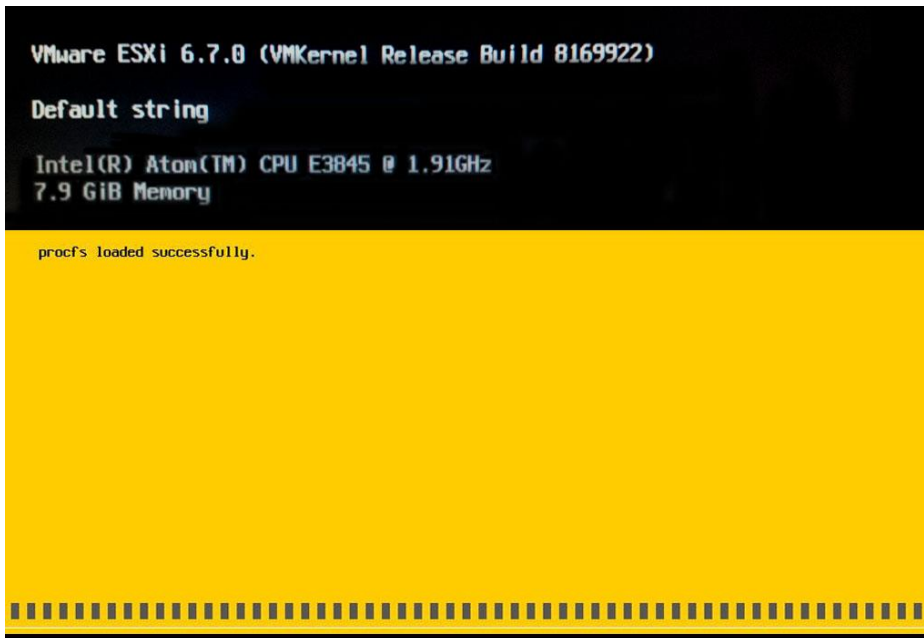 VMware ESXi 6.7.0 (VMKernel Release Build 8169922)
Default string
Intel(R) Atom(TM) CPU E3845 @ 1.91GHz
7.9 GiB Memory
procfs loaded successfully.